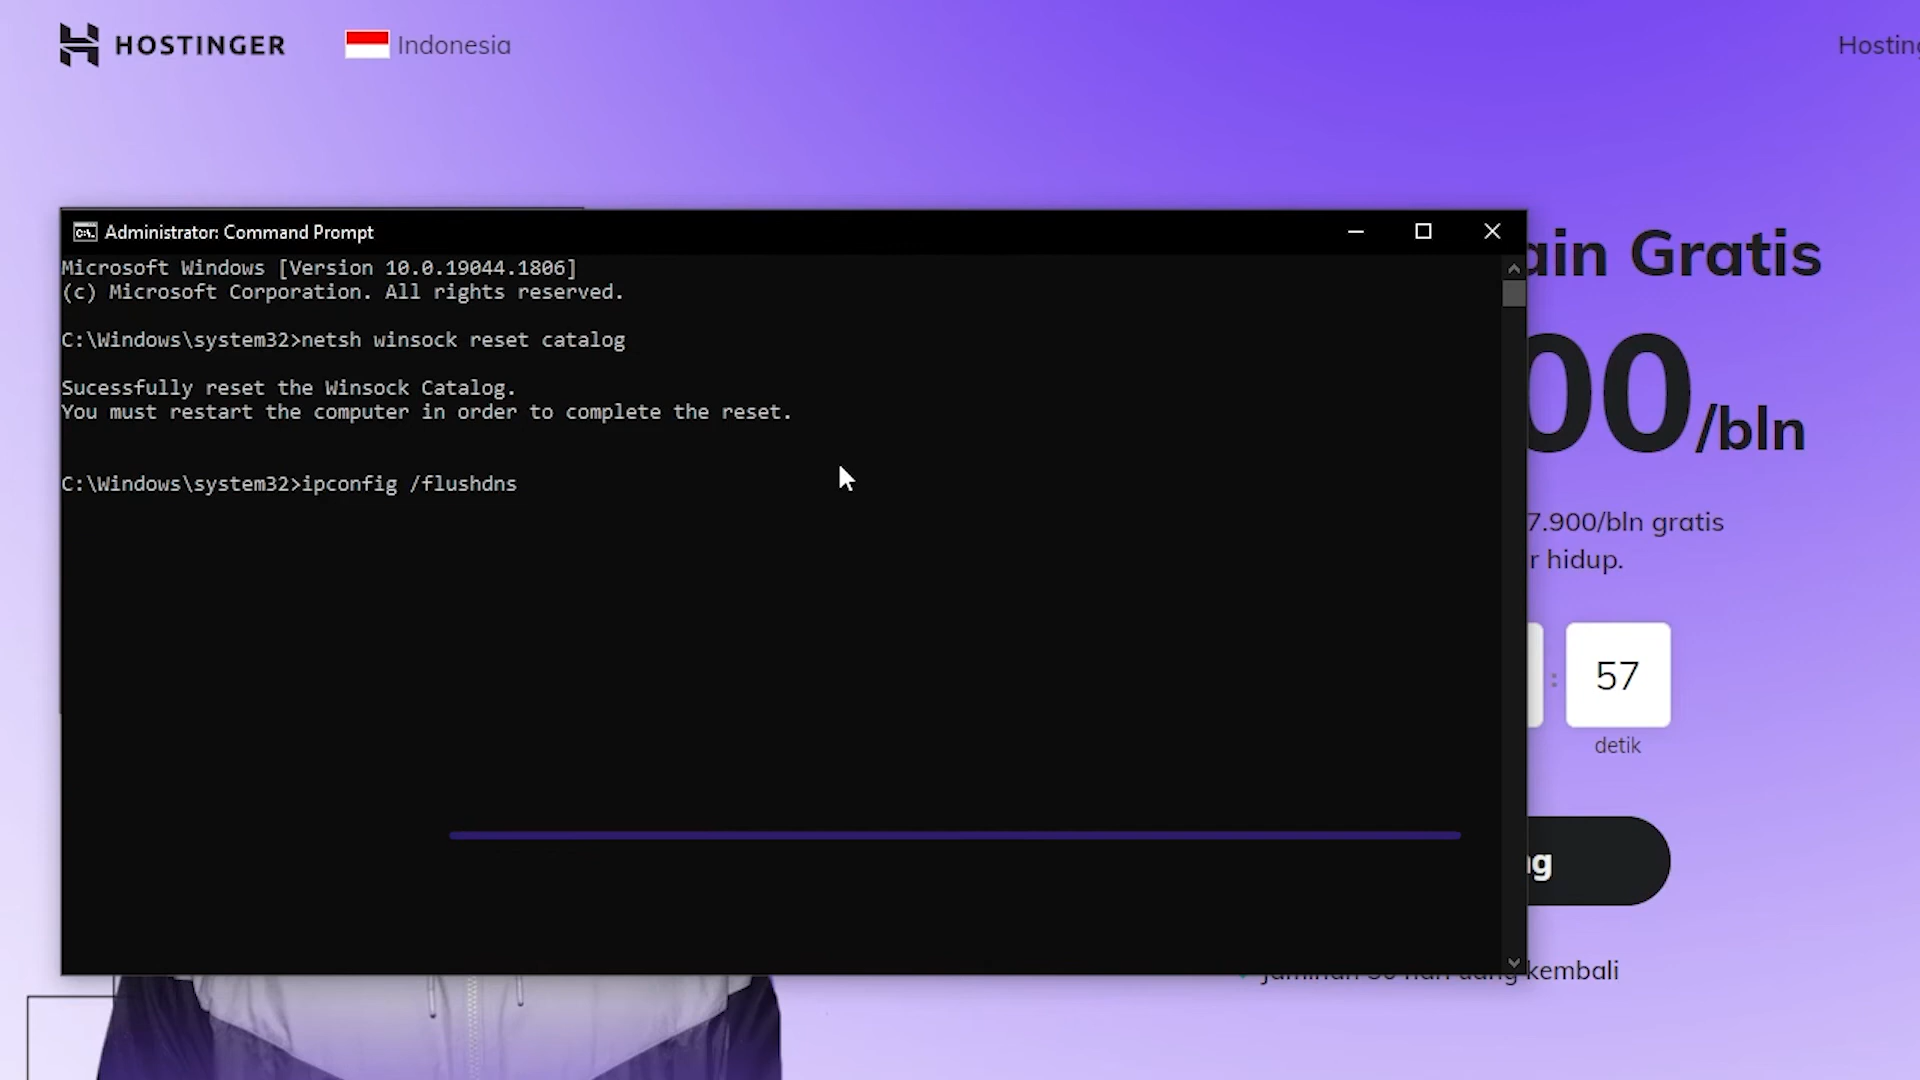 HOSTINGER
Indonesia
Administrator: Command Prompt
Microsoft Windows [Version 10.0.19044.1806]
(c) Microsoft Corporation. All rights reserved.
C:\Windows\system32>netsh winsock reset catalog
Sucessfully reset the Winsock Catalog.
You must restart the computer in order to complete the reset.
C:\Windows\system32>ipconfig /flushdns
Gratis
00/bln
7.900/bln gratis
hidup.
: 57
detik
kembali